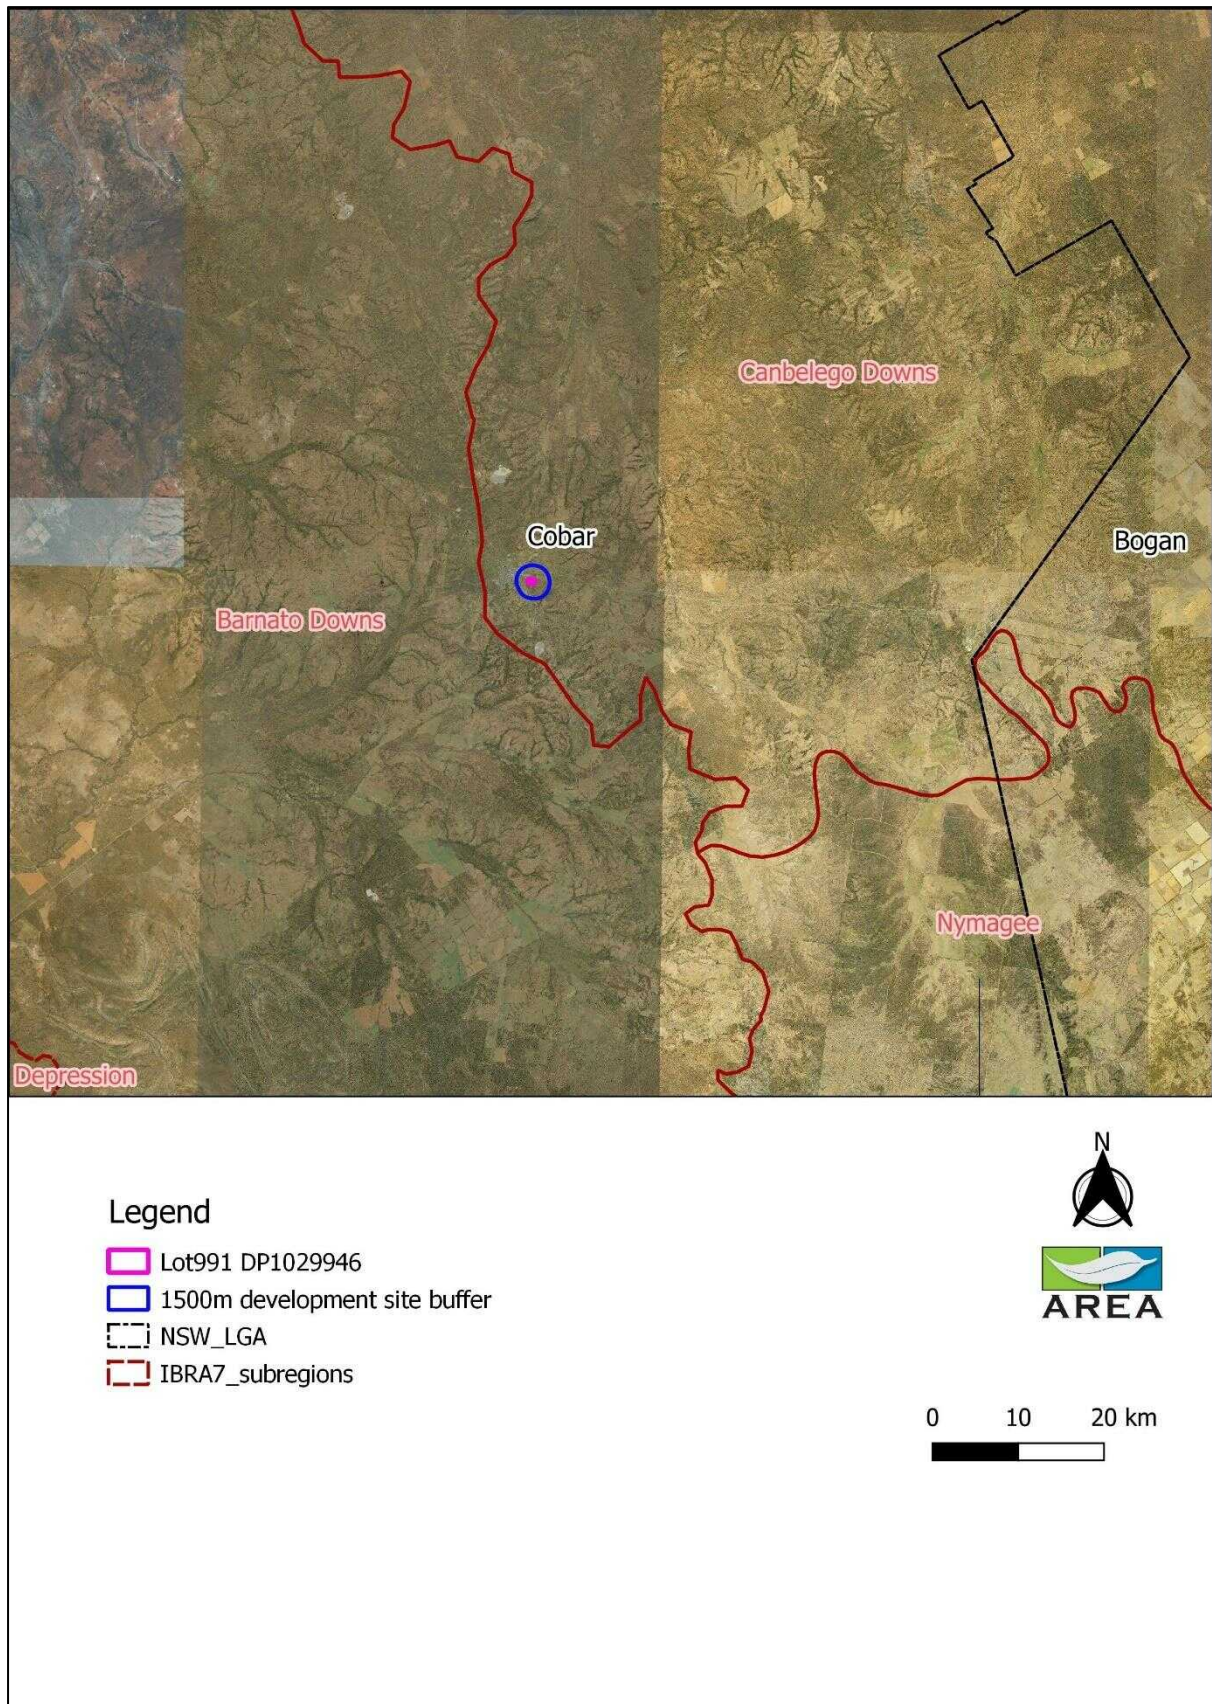 Canbelego Downs
Cobar
Bogan
Barnato Downs
Nymagee
Depression
N
Legend
Lot991 DP1029946
1500m development site buffer
NSW_LGA
IBRA7_subregions
AREA
0 10 20 km